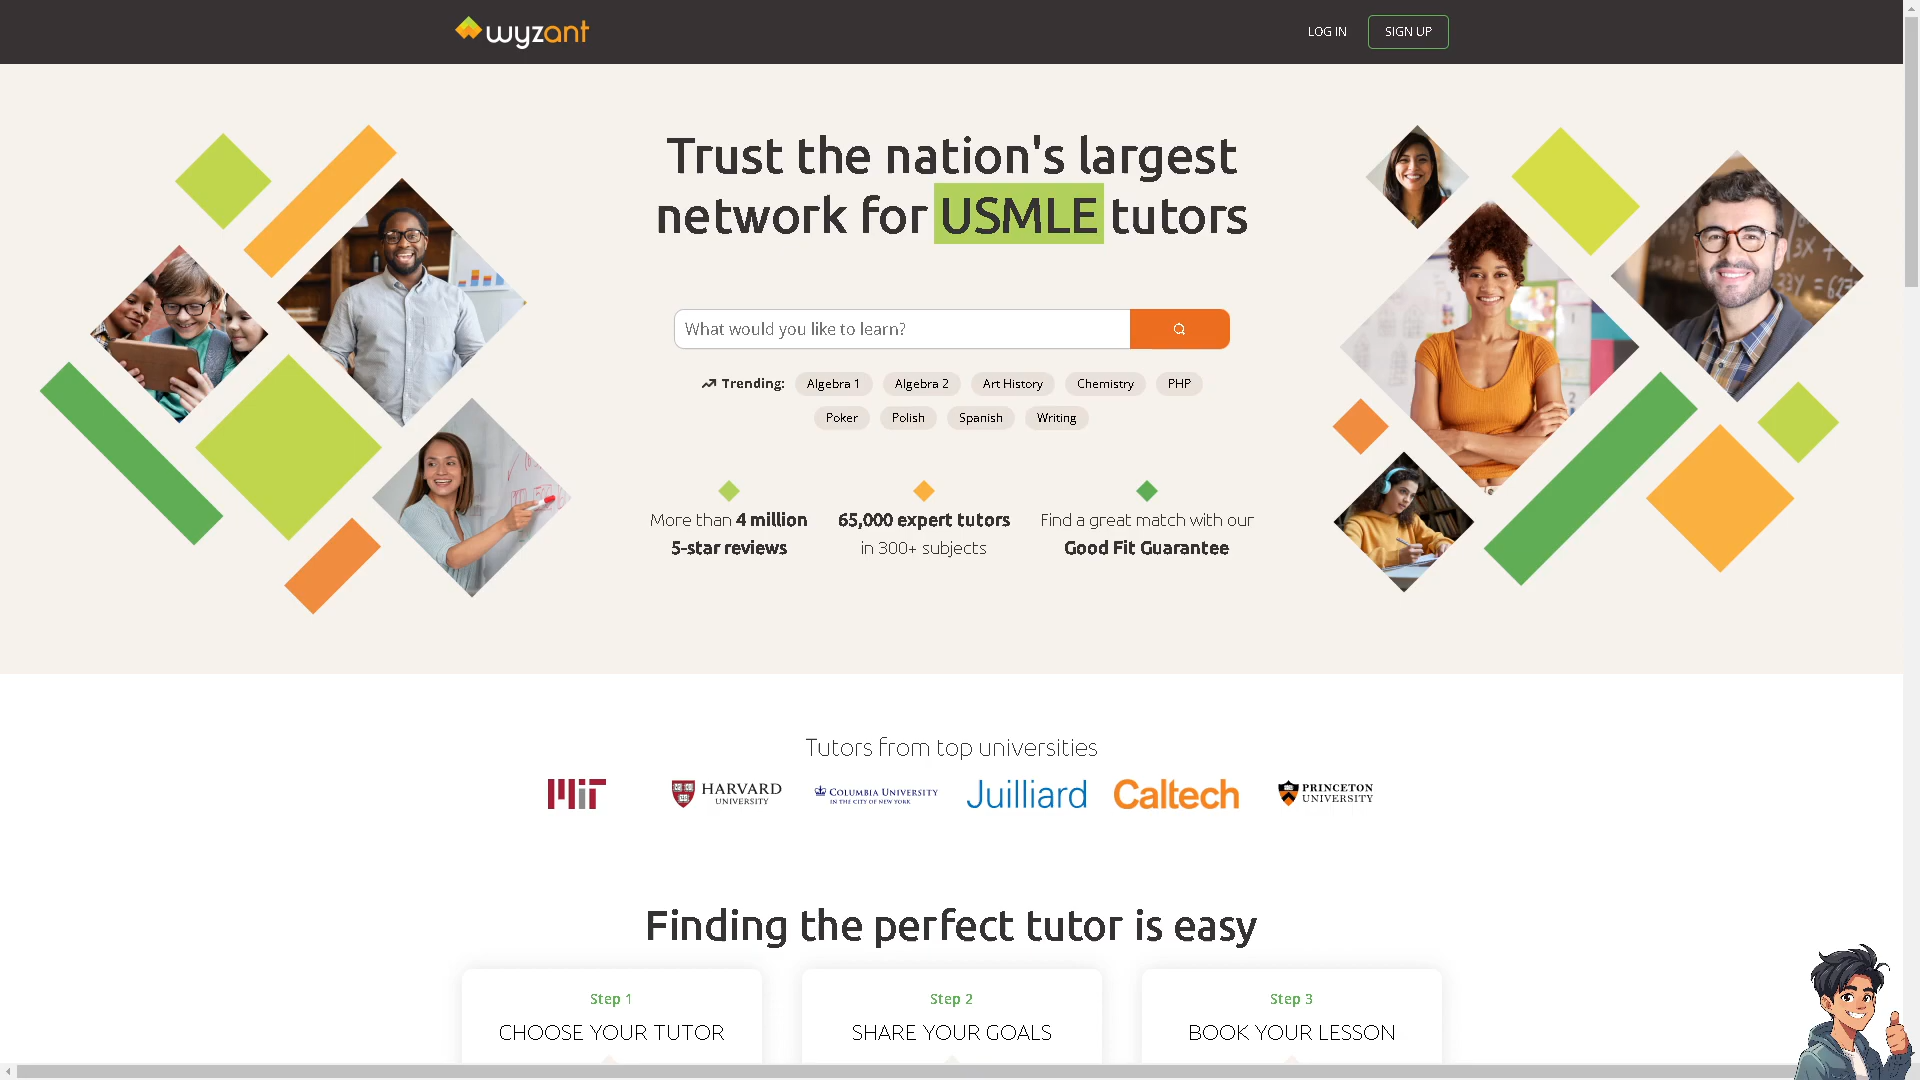 wyzant
LOG IN
SIGN UP
Trust the nation's largest
network for USMLE tutors
What would you like to learn?
Trending:
Algebra 1
Algebra 2
Art History
Chemistry
PHP
Poker
Polish
Spanish
Writing
More than 4 million
5-star reviews
65,000 expert tutors
in 300+ subjects
Find a great match with our
Good Fit Guarantee
Tutors from top universities
MIT
HARVARD
UNIVERSITY
COLUMBIA UNIVERSITY
IN THE CITY OF NEW YORK
Juilliard
Caltech
PRINCETON
UNIVERSITY
Finding the perfect tutor is easy
Step 1
CHOOSE YOUR TUTOR
Step 2
SHARE YOUR GOALS
Step 3
BOOK YOUR LESSON